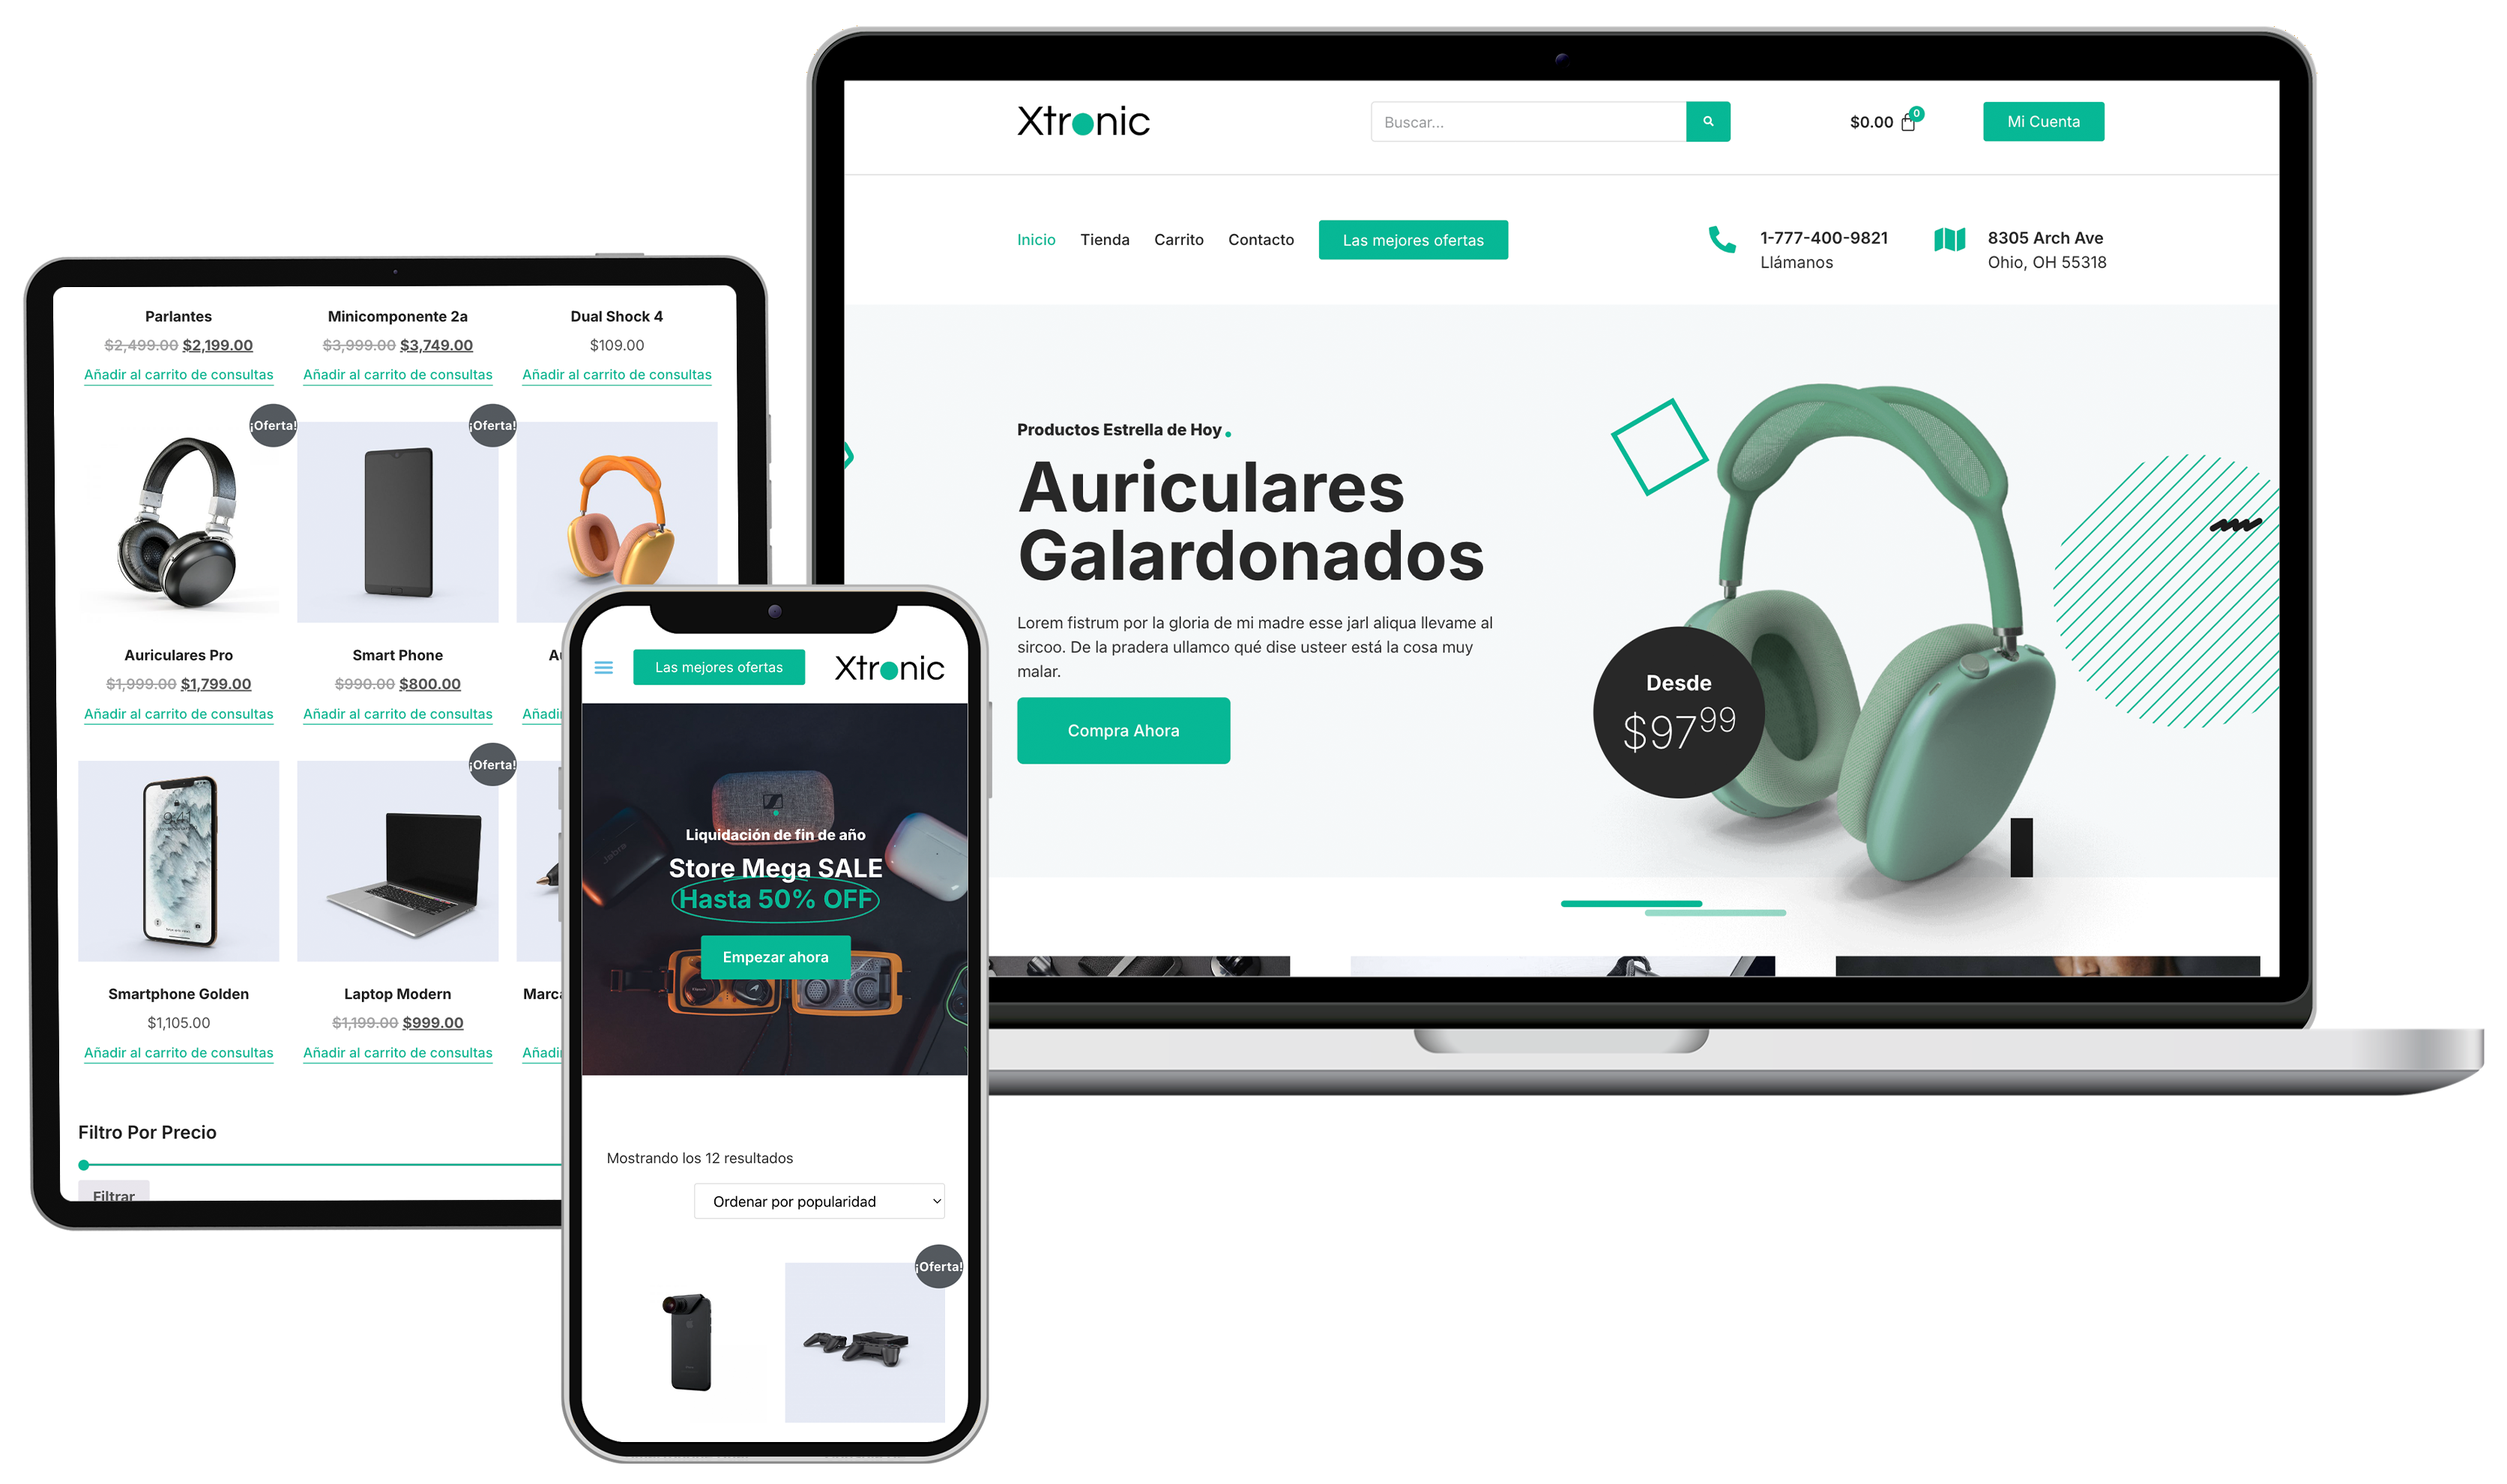 Xtronic
Buscar...
$0.00
0
Mi Cuenta
Inicio
Tienda
Carrito
Contacto
Las mejores ofertas
1-777-400-9821
Llámanos
8305 Arch Ave
Ohio, OH 55318
Productos Estrella de Hoy.
Auriculares
Galardonados
Lorem fistrum por la gloria de mi madre esse jarl aliqua llevame al
sircoo. De la pradera ullamco qué dise usteer está la cosa muy
malar.
Compra Ahora
Desde
$97⁹⁹
Parlantes
$2,499.00 $2,199.00
Añadir al carrito de consultas
Minicomponente 2a
$3,999.00 $3,749.00
Añadir al carrito de consultas
Dual Shock 4
$109.00
Añadir al carrito de consultas
¡Oferta!
Auriculares Pro
$1,999.00 $1,799.00
Añadir al carrito de consultas
¡Oferta!
Smart Phone
$990.00 $800.00
Añadir al carrito de consultas
9:41
Smartphone Golden
$1,105.00
Añadir al carrito de consultas
¡Oferta!
Laptop Modern
$1,199.00 $999.00
Añadir al carrito de consultas
Filtro Por Precio
Filtrar
Las mejores ofertas
Xtronic
Jabra
Liquidación de fin de año
Store Mega SALE
Hasta 50% OFF
Empezar ahora
Mostrando los 12 resultados
Ordenar por popularidad
¡Oferta!